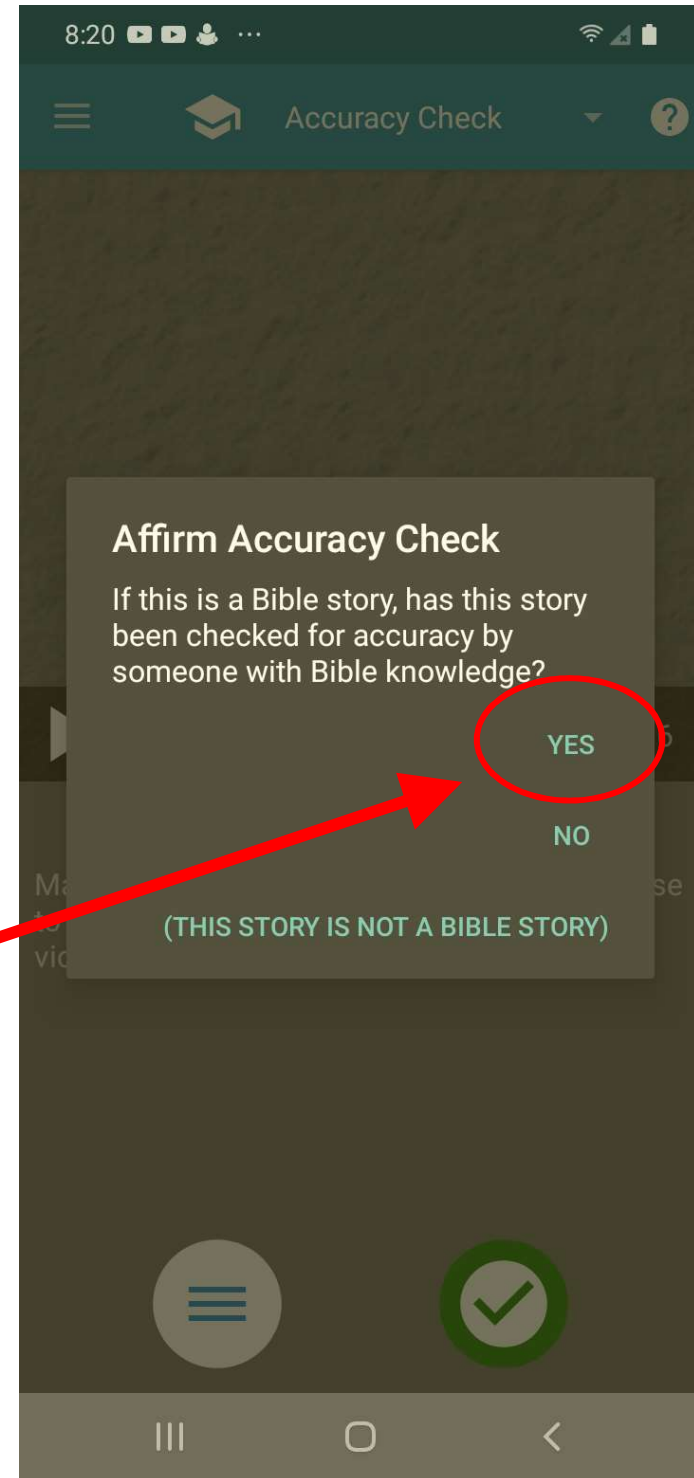 8:20
Accuracy Check
Affirm Accuracy Check
If this is a Bible story, has this story
been checked for accuracy by
someone with Bible knowledge?
YES
NO
(THIS STORY IS NOT A BIBLE STORY)